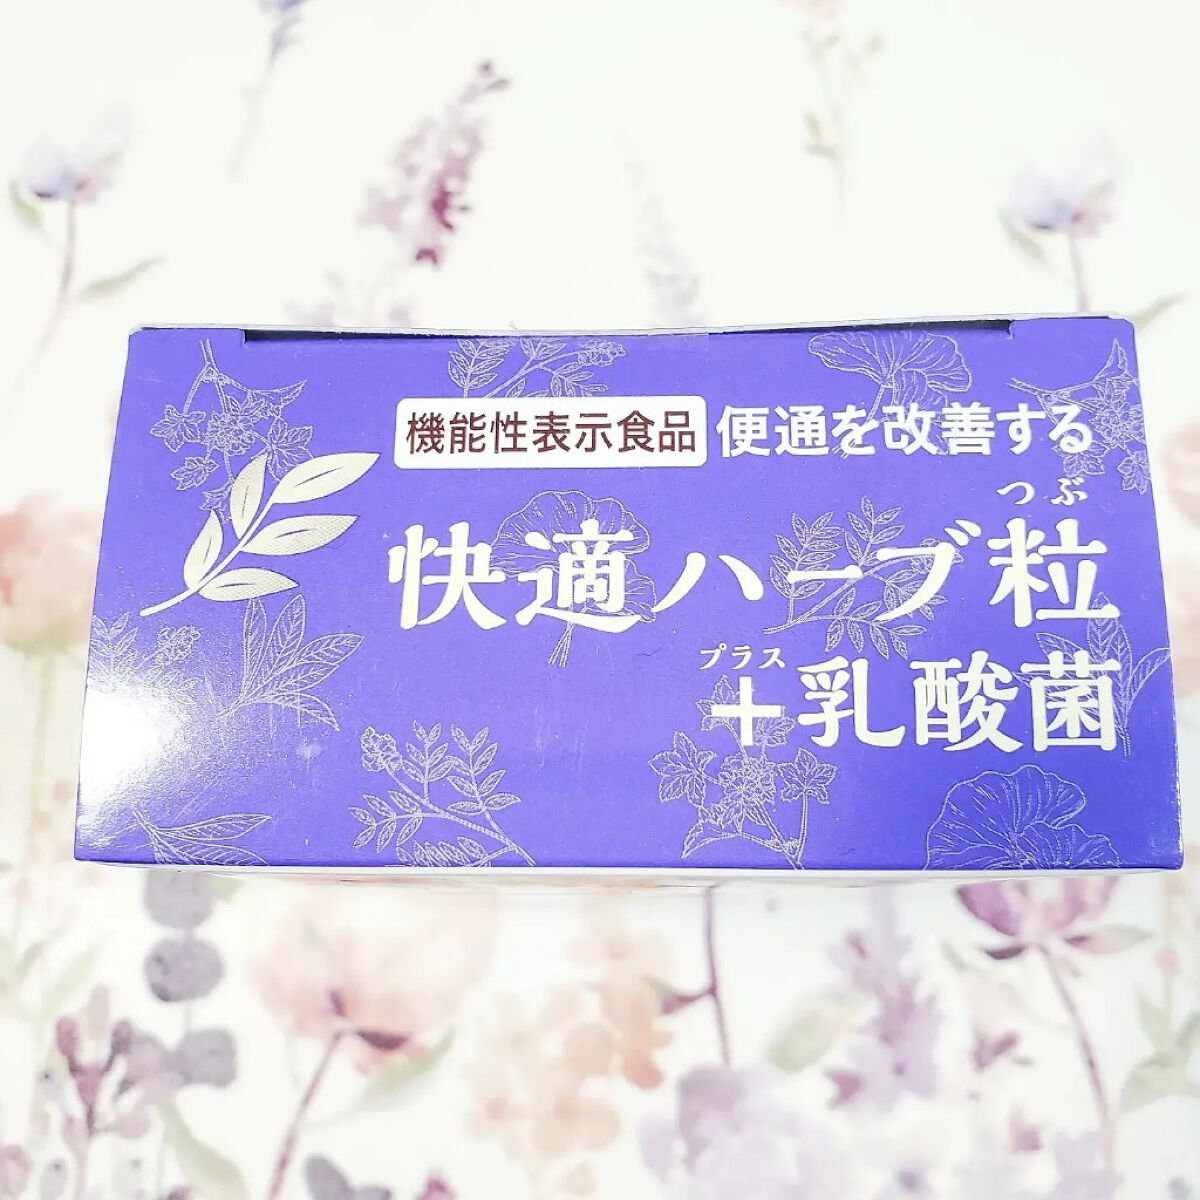 機能性表示食品 便通を改善する
つぶ
快適ハーブ粒
プラス
+乳酸菌